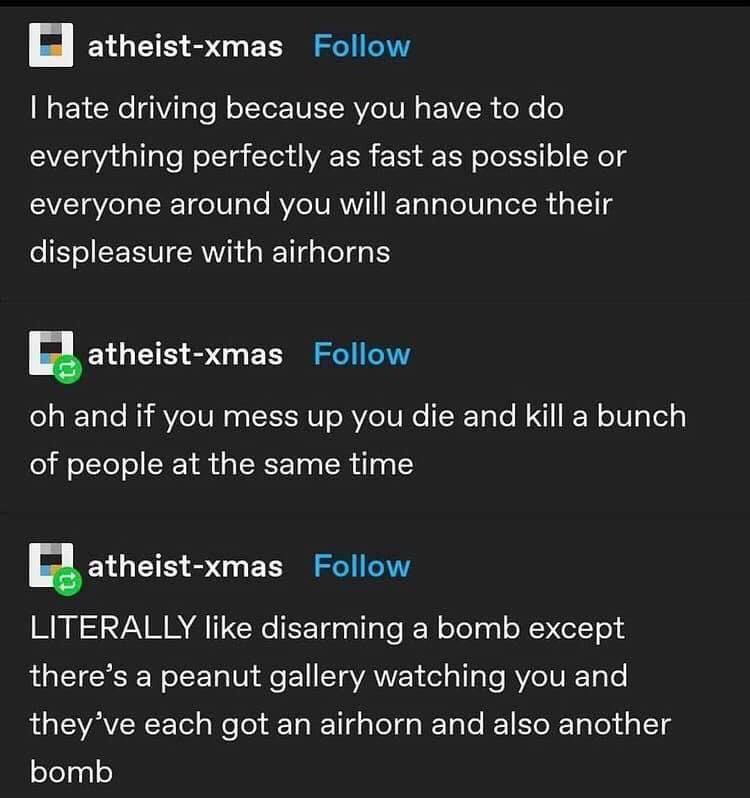 atheist-xmas Follow
I hate driving because you have to do
everything perfectly as fast as possible or
everyone around you will announce their
displeasure with airhorns
atheist-xmas Follow
oh and if you mess up you die and kill a bunch
of people at the same time
atheist-xmas Follow
LITERALLY like disarming a bomb except
there’s a peanut gallery watching you and
they’ve each got an airhorn and also another
bomb